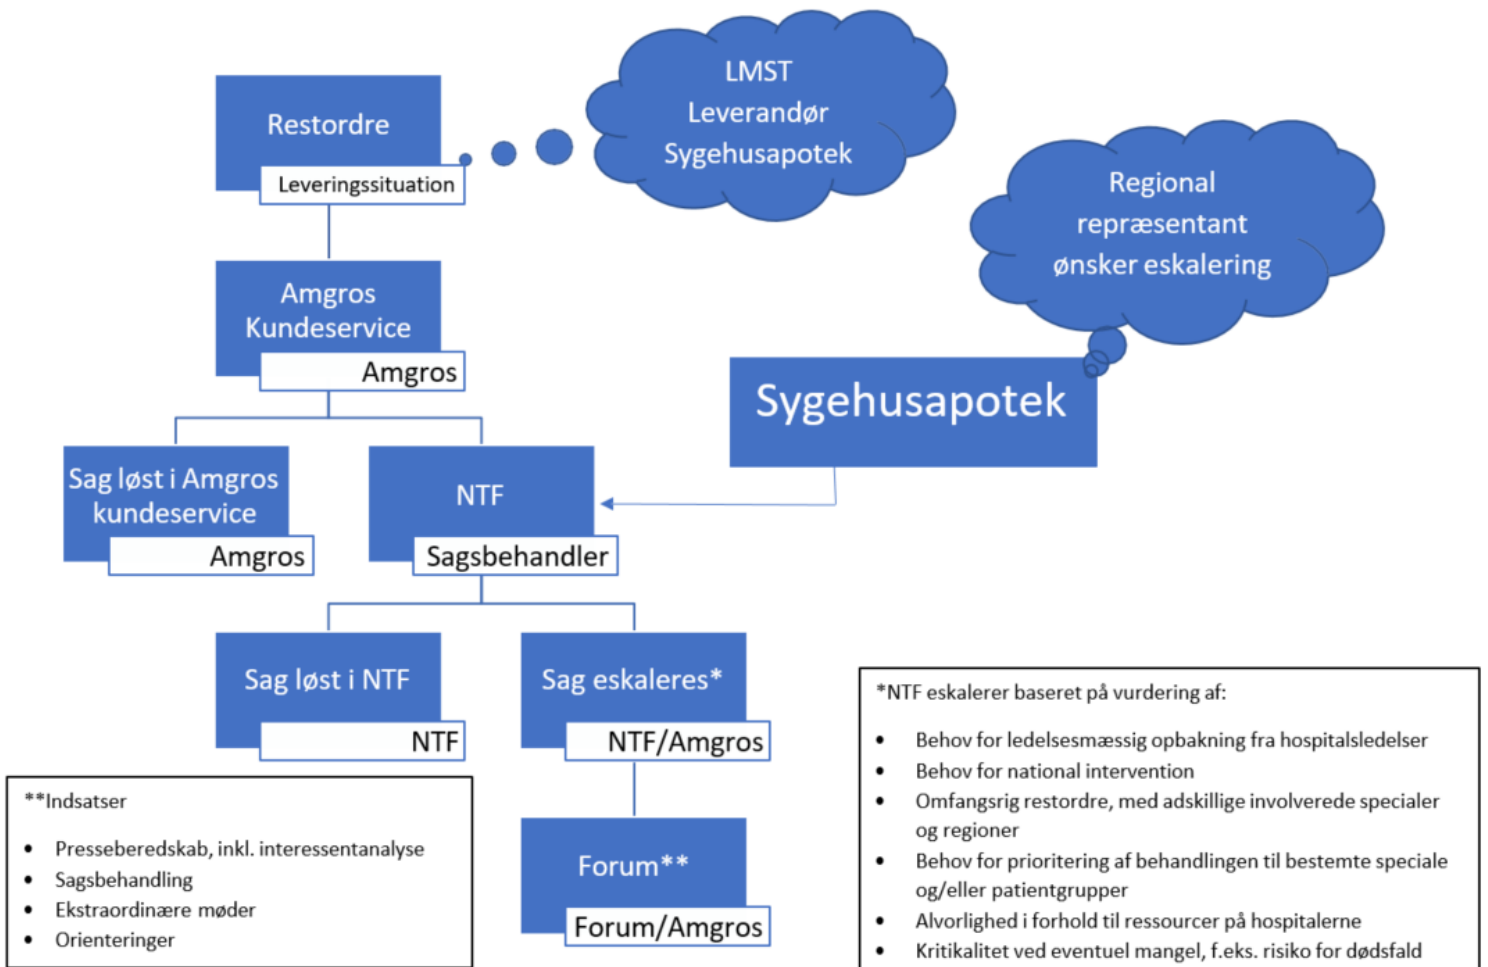 LMST
Leverandør
Sygehusapotek
Restordre
Leveringssituation
Regional
repræsentant
ønsker eskalering
Amgros
Kundeservice
Amgros
Sygehusapotek
Sag løst i Amgros
kundeservice
Amgros
NTF
Sagsbehandler
Sag løst i NTF
NTF
Sag eskaleres*
NTF/Amgros
Forum**
Forum/Amgros
**Indsatser
• Presseberedskab, inkl. interessentanalyse
• Sagsbehandling
• Ekstraordinære møder
• Orienteringer
*NTF eskalerer baseret på vurdering af:
• Behov for ledelsesmæssig opbakning fra hospitalsledelser
• Behov for national intervention
• Omfangsrig restordre, med adskillige involverede specialer
og regioner
• Behov for prioritering af behandlingen til bestemte speciale
og/eller patientgrupper
• Alvorlighed i forhold til ressourcer på hospitalerne
• Kritikalitet ved eventuel mangel, f.eks. risiko for dødsfald